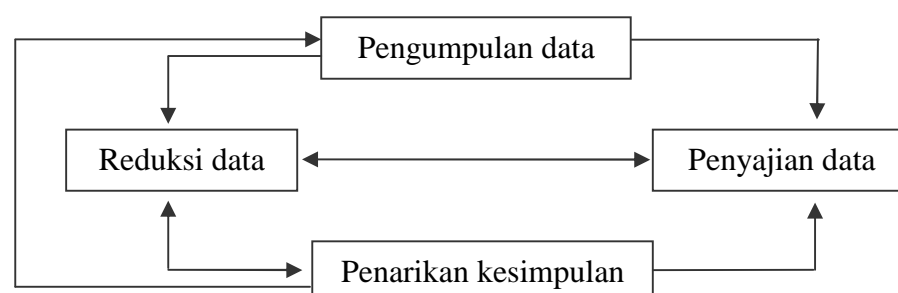 Pengumpulan data
Reduksi data
Penyajian data
Penarikan kesimpulan